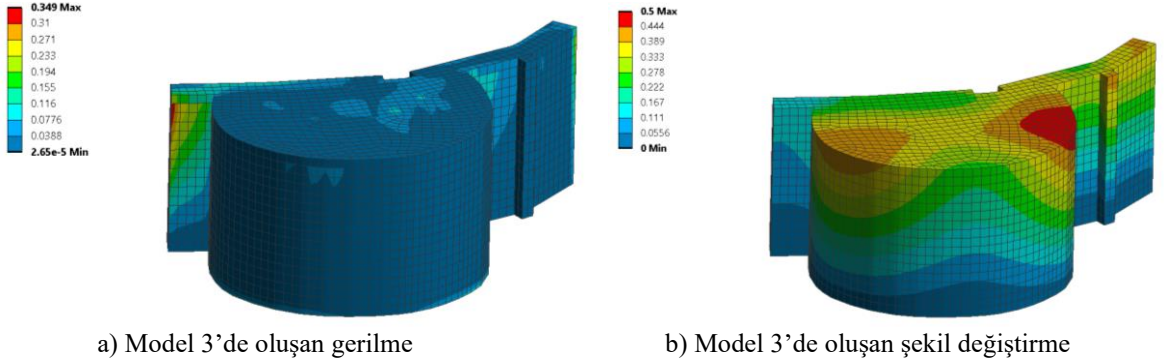 0.349 Max
0.31
0.271
0.233
0.194
0.155
0.116
0.0776
0.0388
2.65e-5 Min
0.5 Max
0.444
0.389
0.333
0.278
0.222
0.167
0.111
0.0556
0 Min
a) Model 3’de oluşan gerilme
b) Model 3’de oluşan şekil değiştirme